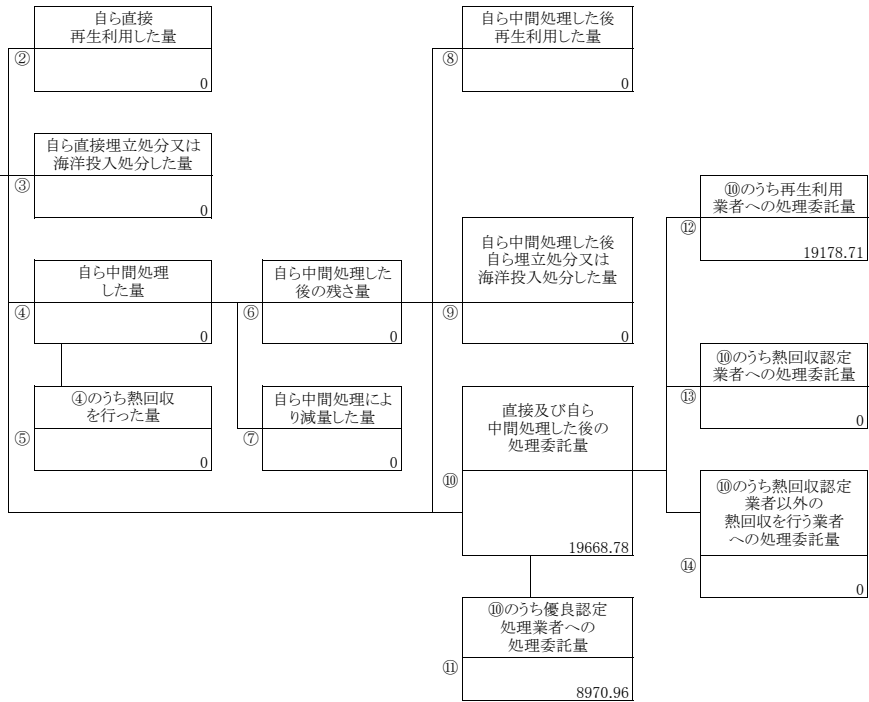 自ら直接
再生利用した量
②
0
自ら直接埋立処分又は
海洋投入処分した量
③
0
自ら中間処理
した量
④
0
④のうち熱回収
を行った量
⑤
0
自ら中間処理した
後の残さ量
⑥
0
自ら中間処理によ
り減量した量
⑦
0
自ら中間処理した後
再生利用した量
⑧
0
自ら中間処理した後
自ら埋立処分又は
海洋投入処分した量
⑨
0
直接及び自ら
中間処理した後の
処理委託量
⑩
19668.78
⑩のうち優良認定
処理業者への
処理委託量
⑪
8970.96
⑩のうち再生利用
業者への処理委託量
⑫
19178.71
⑩のうち熱回収認定
業者への処理委託量
⑬
0
⑩のうち熱回収認定
業者以外の
熱回収を行う業者
への処理委託量
⑭
0